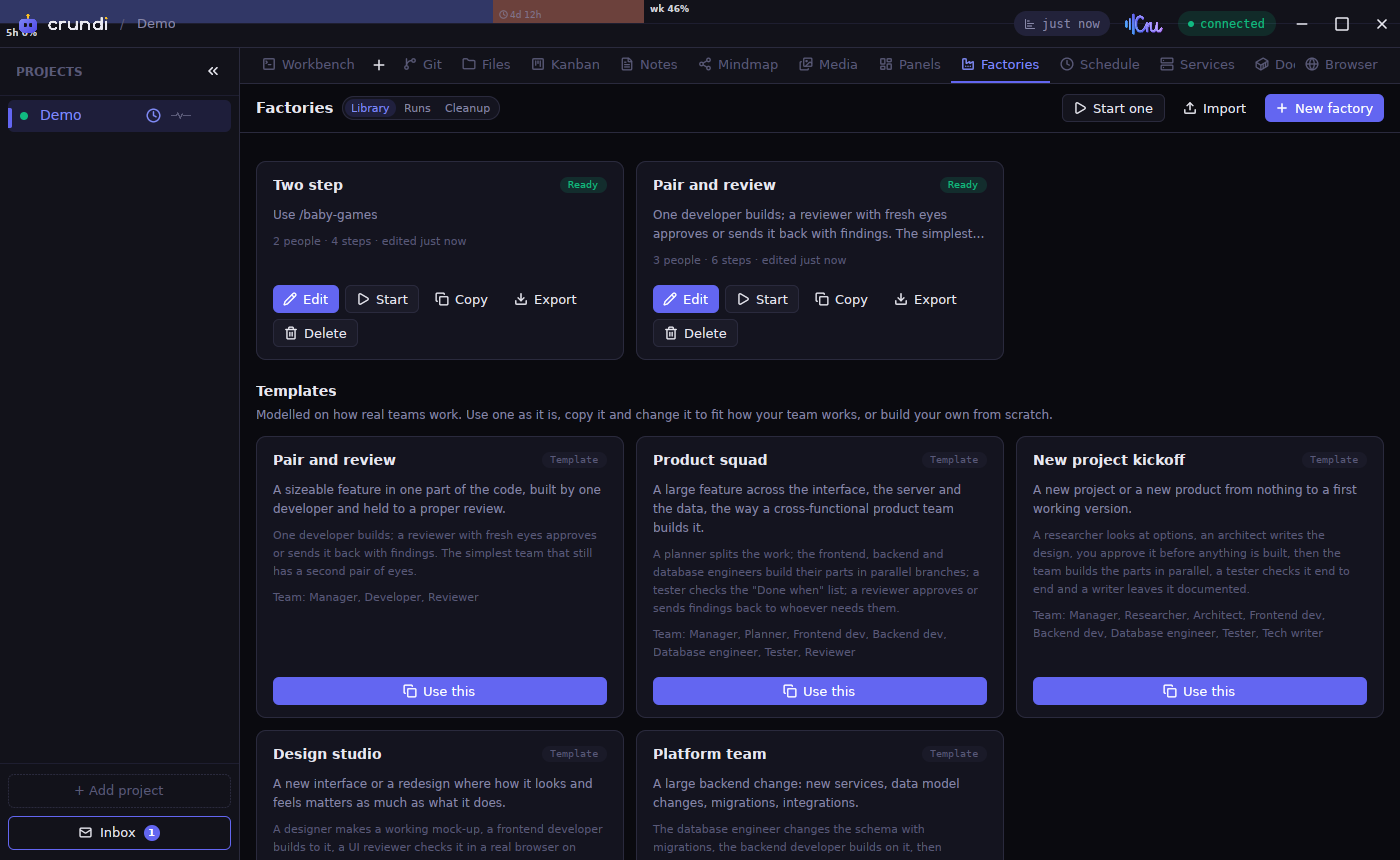 4d 12h
wk 46%
crundi / Demo
just now
Cru
connected
PROJECTS
Workbench
Git
Files
Kanban
Notes
Mindmap
Media
Panels
Factories
Schedule
Services
Browser
Demo
Factories
Library
Runs
Cleanup
Start one
Import
+ New factory
Two step
Ready
Use /baby-games
2 people · 4 steps · edited just now
Edit
Start
Copy
Export
Delete
Pair and review
Ready
One developer builds; a reviewer with fresh eyes
approves or sends it back with findings. The simplest…
3 people · 6 steps · edited just now
Edit
Start
Copy
Export
Delete
Templates
Modelled on how real teams work. Use one as it is, copy it and change it to fit how your team works, or build your own from scratch.
Pair and review
Template
A sizeable feature in one part of the code, built by one
developer and held to a proper review.
One developer builds; a reviewer with fresh eyes approves
or sends it back with findings. The simplest team that still
has a second pair of eyes.
Team: Manager, Developer, Reviewer
Use this
Product squad
Template
A large feature across the interface, the server and
the data, the way a cross-functional product team
builds it.
A planner splits the work; the frontend, backend and
database engineers build their parts in parallel branches; a
tester checks the "Done when" list; a reviewer approves or
sends findings back to whoever needs them.
Team: Manager, Planner, Frontend dev, Backend dev,
Database engineer, Tester, Reviewer
Use this
New project kickoff
Template
A new project or a new product from nothing to a first
working version.
A researcher looks at options, an architect writes the
design, you approve it before anything is built, then the
team builds the parts in parallel, a tester checks it end to
end and a writer leaves it documented.
Team: Manager, Researcher, Architect, Frontend dev,
Backend dev, Database engineer, Tester, Tech writer
Use this
Design studio
Template
A new interface or a redesign where how it looks and
feels matters as much as what it does.
A designer makes a working mock-up, a frontend developer
builds to it, a UI reviewer checks it in a real browser on
Platform team
Template
A large backend change: new services, data model
changes, migrations, integrations.
The database engineer changes the schema with
migrations, the backend developer builds on it, then
+ Add project
Inbox 1